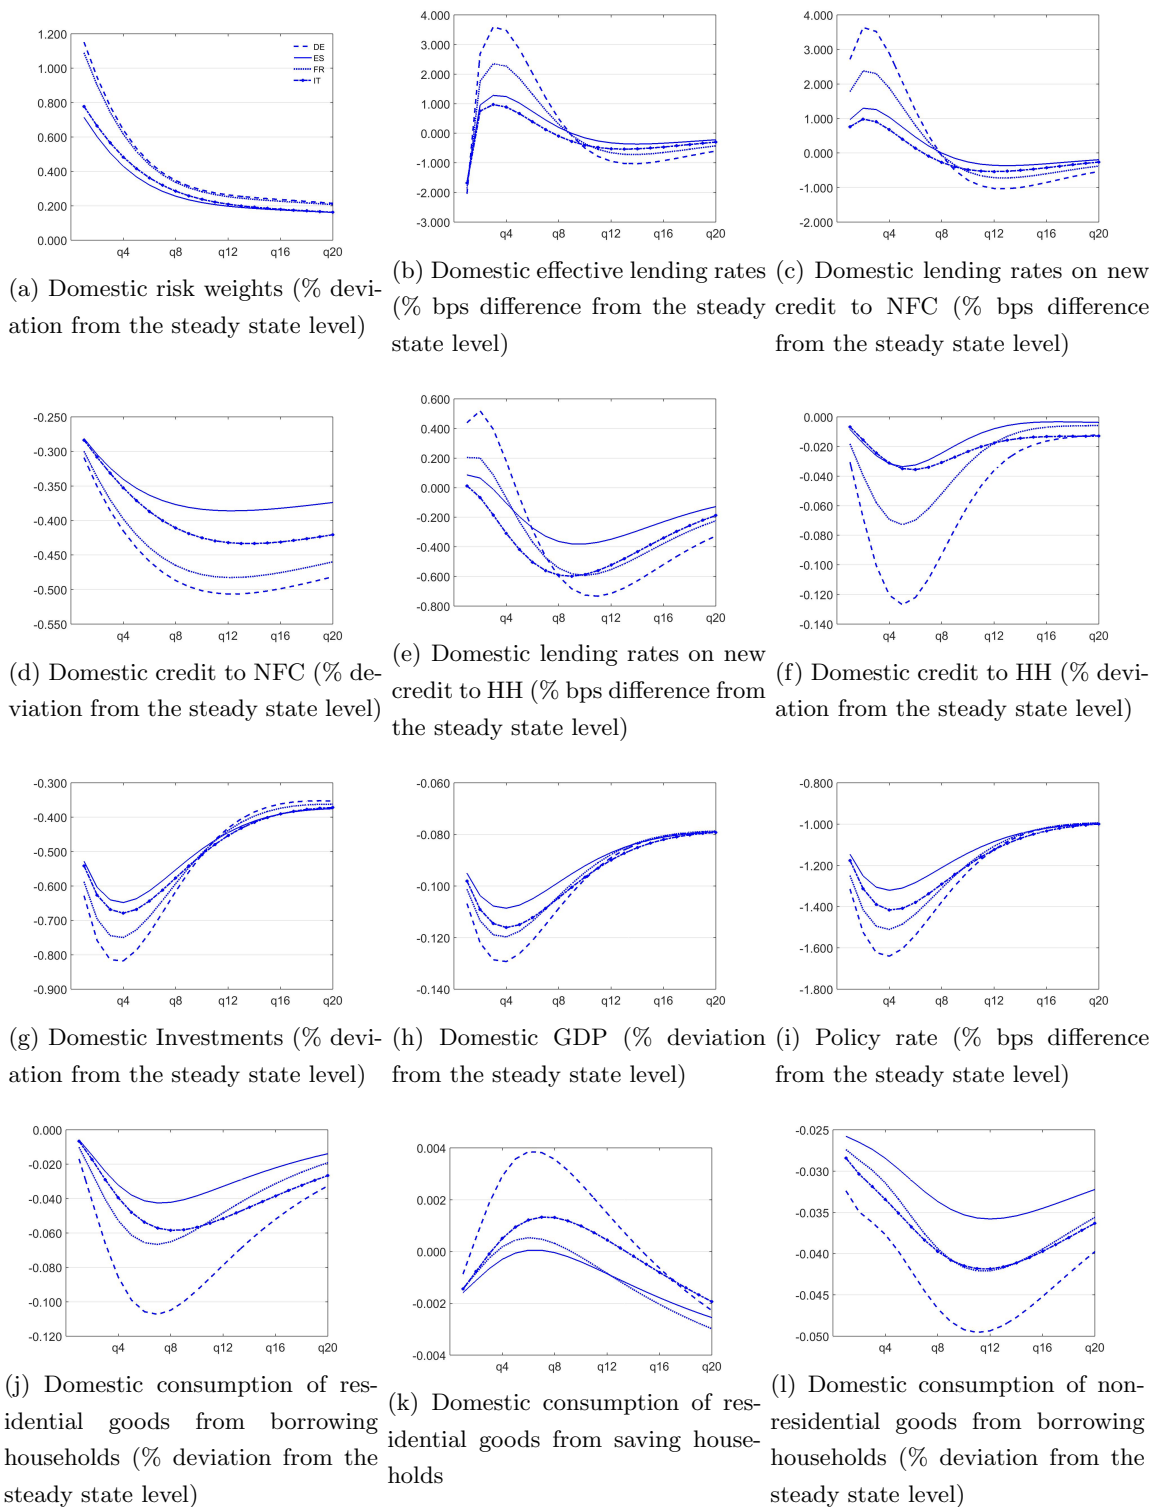 1.200
1.000
0.800
0.600
0.400
0.200
0.000
q4 q8 q12 q16 q20
DE
ES
FR
IT
(a) Domestic risk weights (% devi-
ation from the steady state level)
4.000
3.000
2.000
1.000
0.000
-1.000
-2.000
-3.000
q4 q8 q12 q16 q20
(b) Domestic effective lending rates
(% bps difference from the steady
state level)
4.000
3.000
2.000
1.000
0.000
-1.000
-2.000
q4 q8 q12 q16 q20
(c) Domestic lending rates on new
credit to NFC (% bps difference
from the steady state level)
-0.250
-0.300
-0.350
-0.400
-0.450
-0.500
-0.550
q4 q8 q12 q16 q20
(d) Domestic credit to NFC (% de-
viation from the steady state level)
0.600
0.400
0.200
0.000
-0.200
-0.400
-0.600
-0.800
q4 q8 q12 q16 q20
(e) Domestic lending rates on new
credit to HH (% bps difference from
the steady state level)
0.000
-0.020
-0.040
-0.060
-0.080
-0.100
-0.120
-0.140
q4 q8 q12 q16 q20
(f) Domestic credit to HH (% devi-
ation from the steady state level)
-0.300
-0.400
-0.500
-0.600
-0.700
-0.800
-0.900
q4 q8 q12 q16 q20
(g) Domestic Investments (% devi-
ation from the steady state level)
-0.060
-0.080
-0.100
-0.120
-0.140
q4 q8 q12 q16 q20
(h) Domestic GDP (% deviation
from the steady state level)
-0.800
-1.000
-1.200
-1.400
-1.600
-1.800
q4 q8 q12 q16 q20
(i) Policy rate (% bps difference
from the steady state level)
0.000
-0.020
-0.040
-0.060
-0.080
-0.100
-0.120
q4 q8 q12 q16 q20
(j) Domestic consumption of res-
idential goods from borrowing
households (% deviation from the
steady state level)
0.004
0.002
0.000
-0.002
-0.004
q4 q8 q12 q16 q20
(k) Domestic consumption of res-
idential goods from saving house-
holds
-0.025
-0.030
-0.035
-0.040
-0.045
-0.050
q4 q8 q12 q16 q20
(l) Domestic consumption of non-
residential goods from borrowing
households (% deviation from the
steady state level)